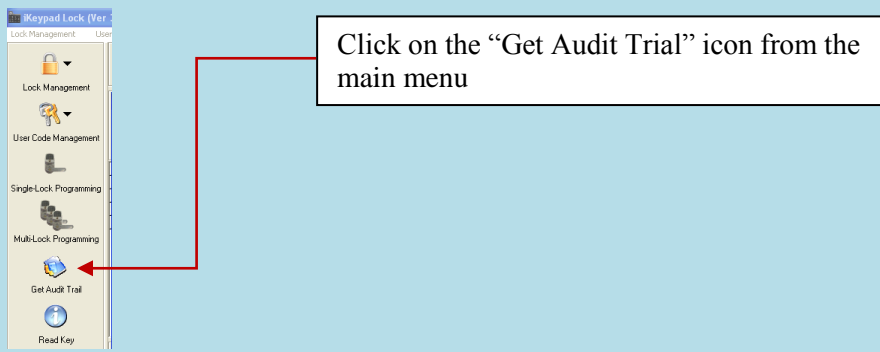 iKeypad Lock (Ver
Lock Management User
Lock Management
User Code Management
Single-Lock Programming
Multi-Lock Programming
Get Audit Trail
Read Key
Click on the “Get Audit Trial” icon from the
main menu